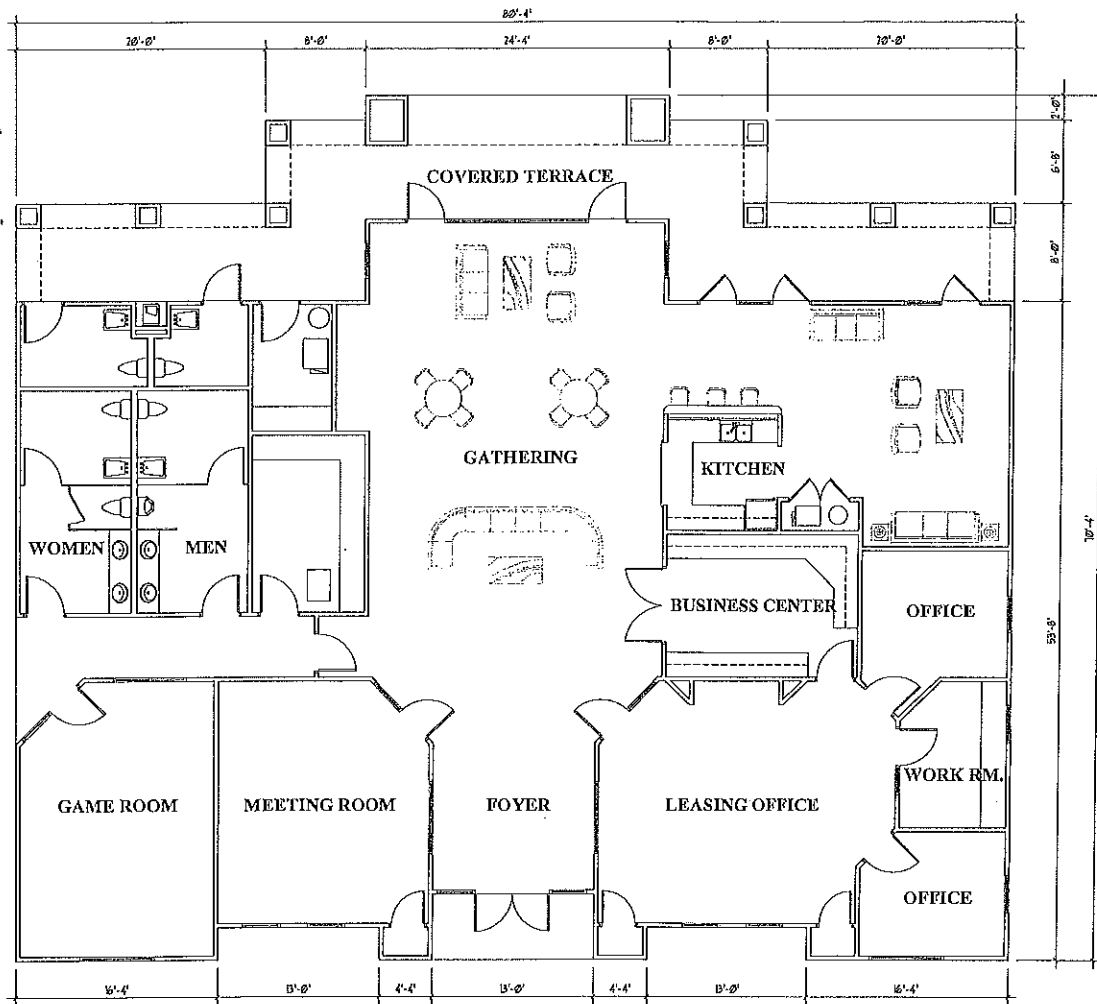 80'-4"
20'-0" 8'-0" 24'-4" 8'-0" 20'-0"
2'-0"
6'-8"
8'-0"
COVERED TERRACE
GATHERING
KITCHEN
WOMEN MEN
BUSINESS CENTER
OFFICE
70'-4"
53'-8"
WORK RM.
GAME ROOM MEETING ROOM FOYER LEASING OFFICE
OFFICE
16'-4" 13'-0" 4'-4" 13'-0" 4'-4" 13'-0" 16'-4"